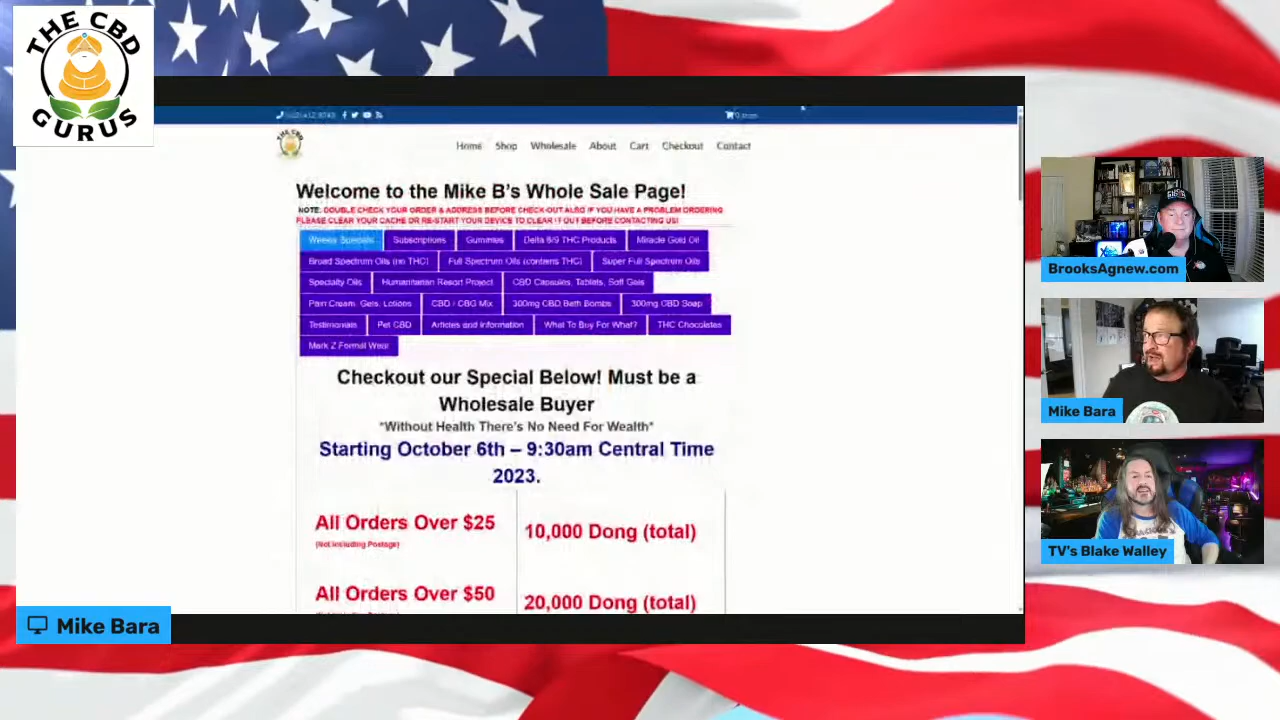 THE CBD
GURUS
THE CBD
Home Shop Wholesale About Cart Checkout Contact
Welcome to the Mike B's Whole Sale Page!
NOTE: DOUBLE CHECK YOUR ORDER & ADDRESS BEFORE CHECK-OUT ALSO IF YOU HAVE A PROBLEM ORDERING
PLEASE CLEAR YOUR CACHE OR RE-START YOUR DEVICE TO CLEAR IT OUT BEFORE CONTACTING US!
Weekly Specials Subscriptions Gummies Delta 8/9 THC Products Miracle Gold Oil
Broad Spectrum Oils (no THC) Full Spectrum Oils (contains THC) Super Full Spectrum Oils
Specialty Oils Humanitarian Resort Project CBD Capsules, Tablets, Soft Gels
Pain Cream, Gels, Lotions CBD / CBG Mix 300mg CBD Bath Bombs 300mg CBD Soap
Testimonials Pet CBD Articles and Information What To Buy For What? THC Chocolates
Mark Z Formal Wear
Checkout our Special Below! Must be a
Wholesale Buyer
*Without Health There's No Need For Wealth*
Starting October 6th – 9:30am Central Time
2023.
All Orders Over $25
(Not Including Postage)
10,000 Dong (total)
All Orders Over $50
20,000 Dong (total)
Mike Bara
BrooksAgnew.com
Mike Bara
TV's Blake Walley